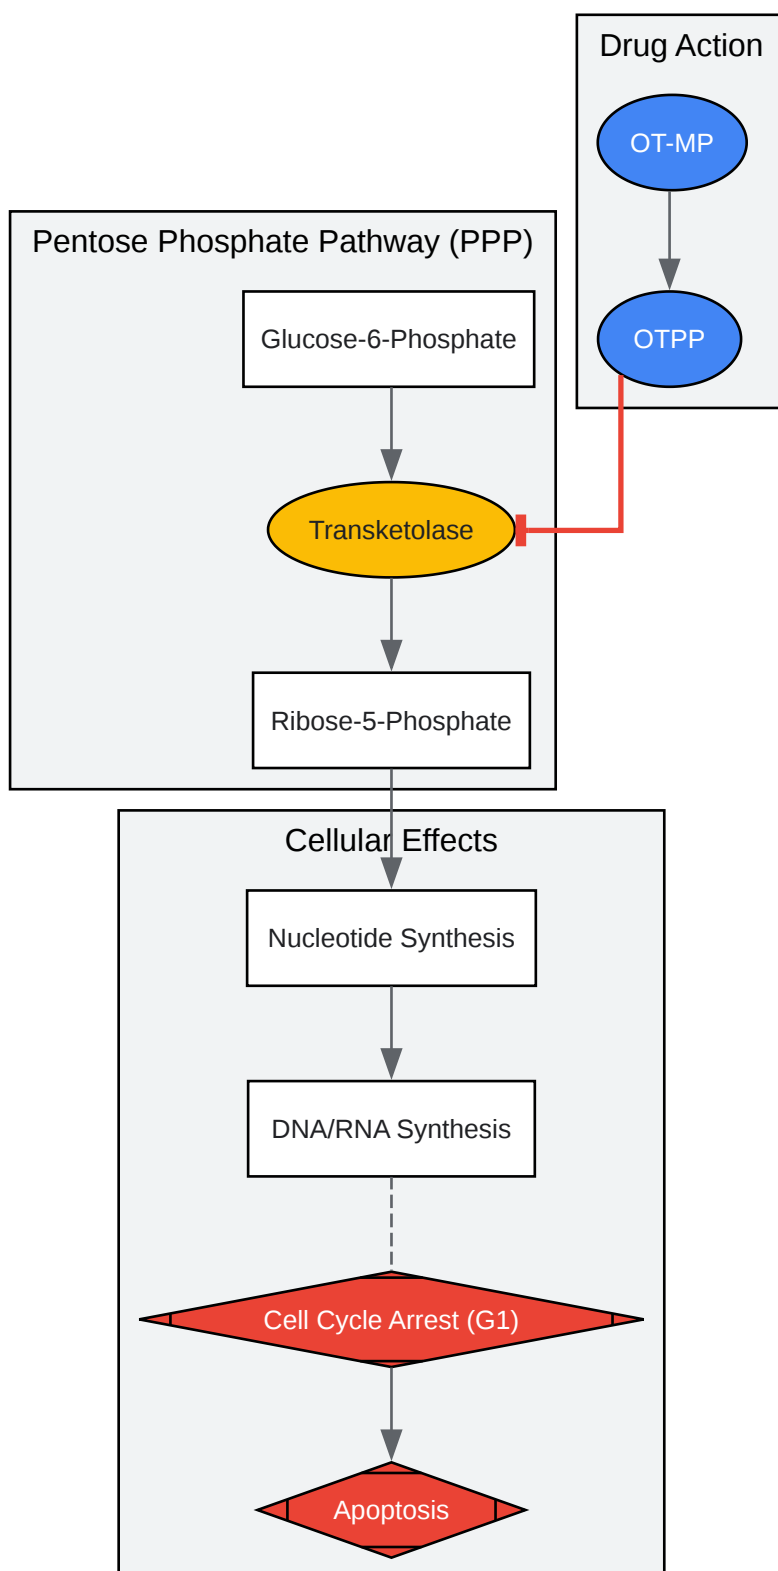 Drug Action
OT-MP
Pentose Phosphate Pathway (PPP)
Glucose-6-Phosphate
OTPP
Transketolase
Ribose-5-Phosphate
Cellular Effects
Nucleotide Synthesis
DNA/RNA Synthesis
Cell Cycle Arrest (G1)
Apoptosis